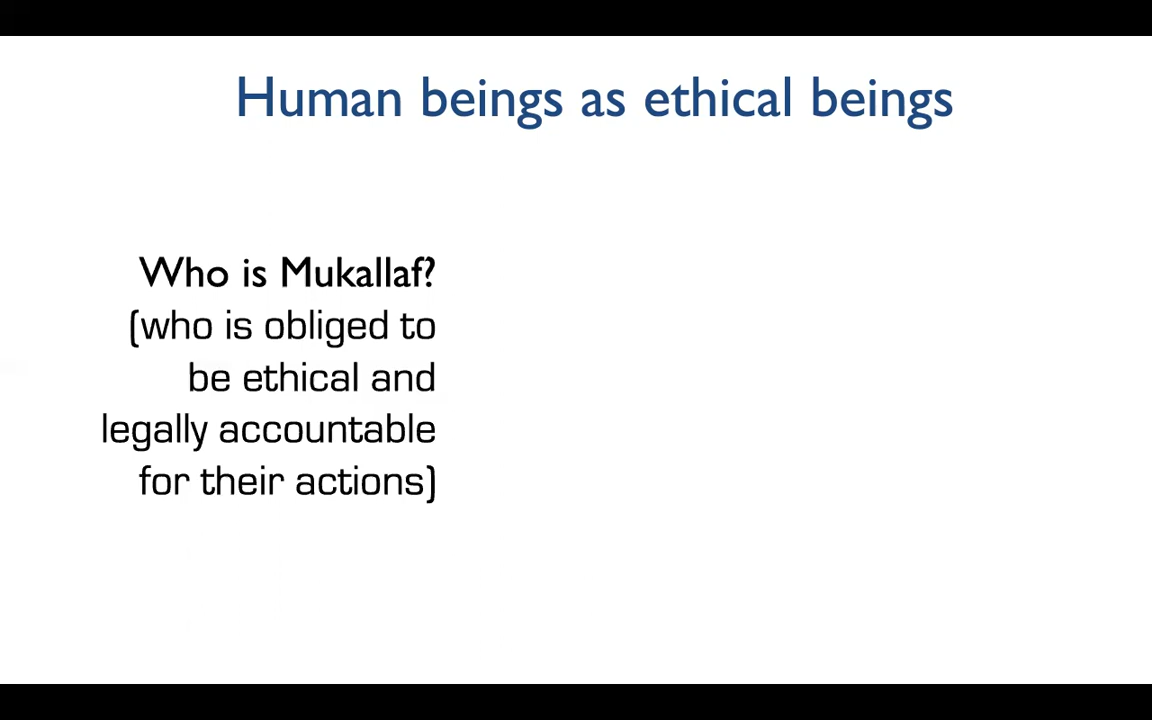 Human beings as ethical beings
Who is Mukallaf?
(who is obliged to
be ethical and
legally accountable
for their actions)